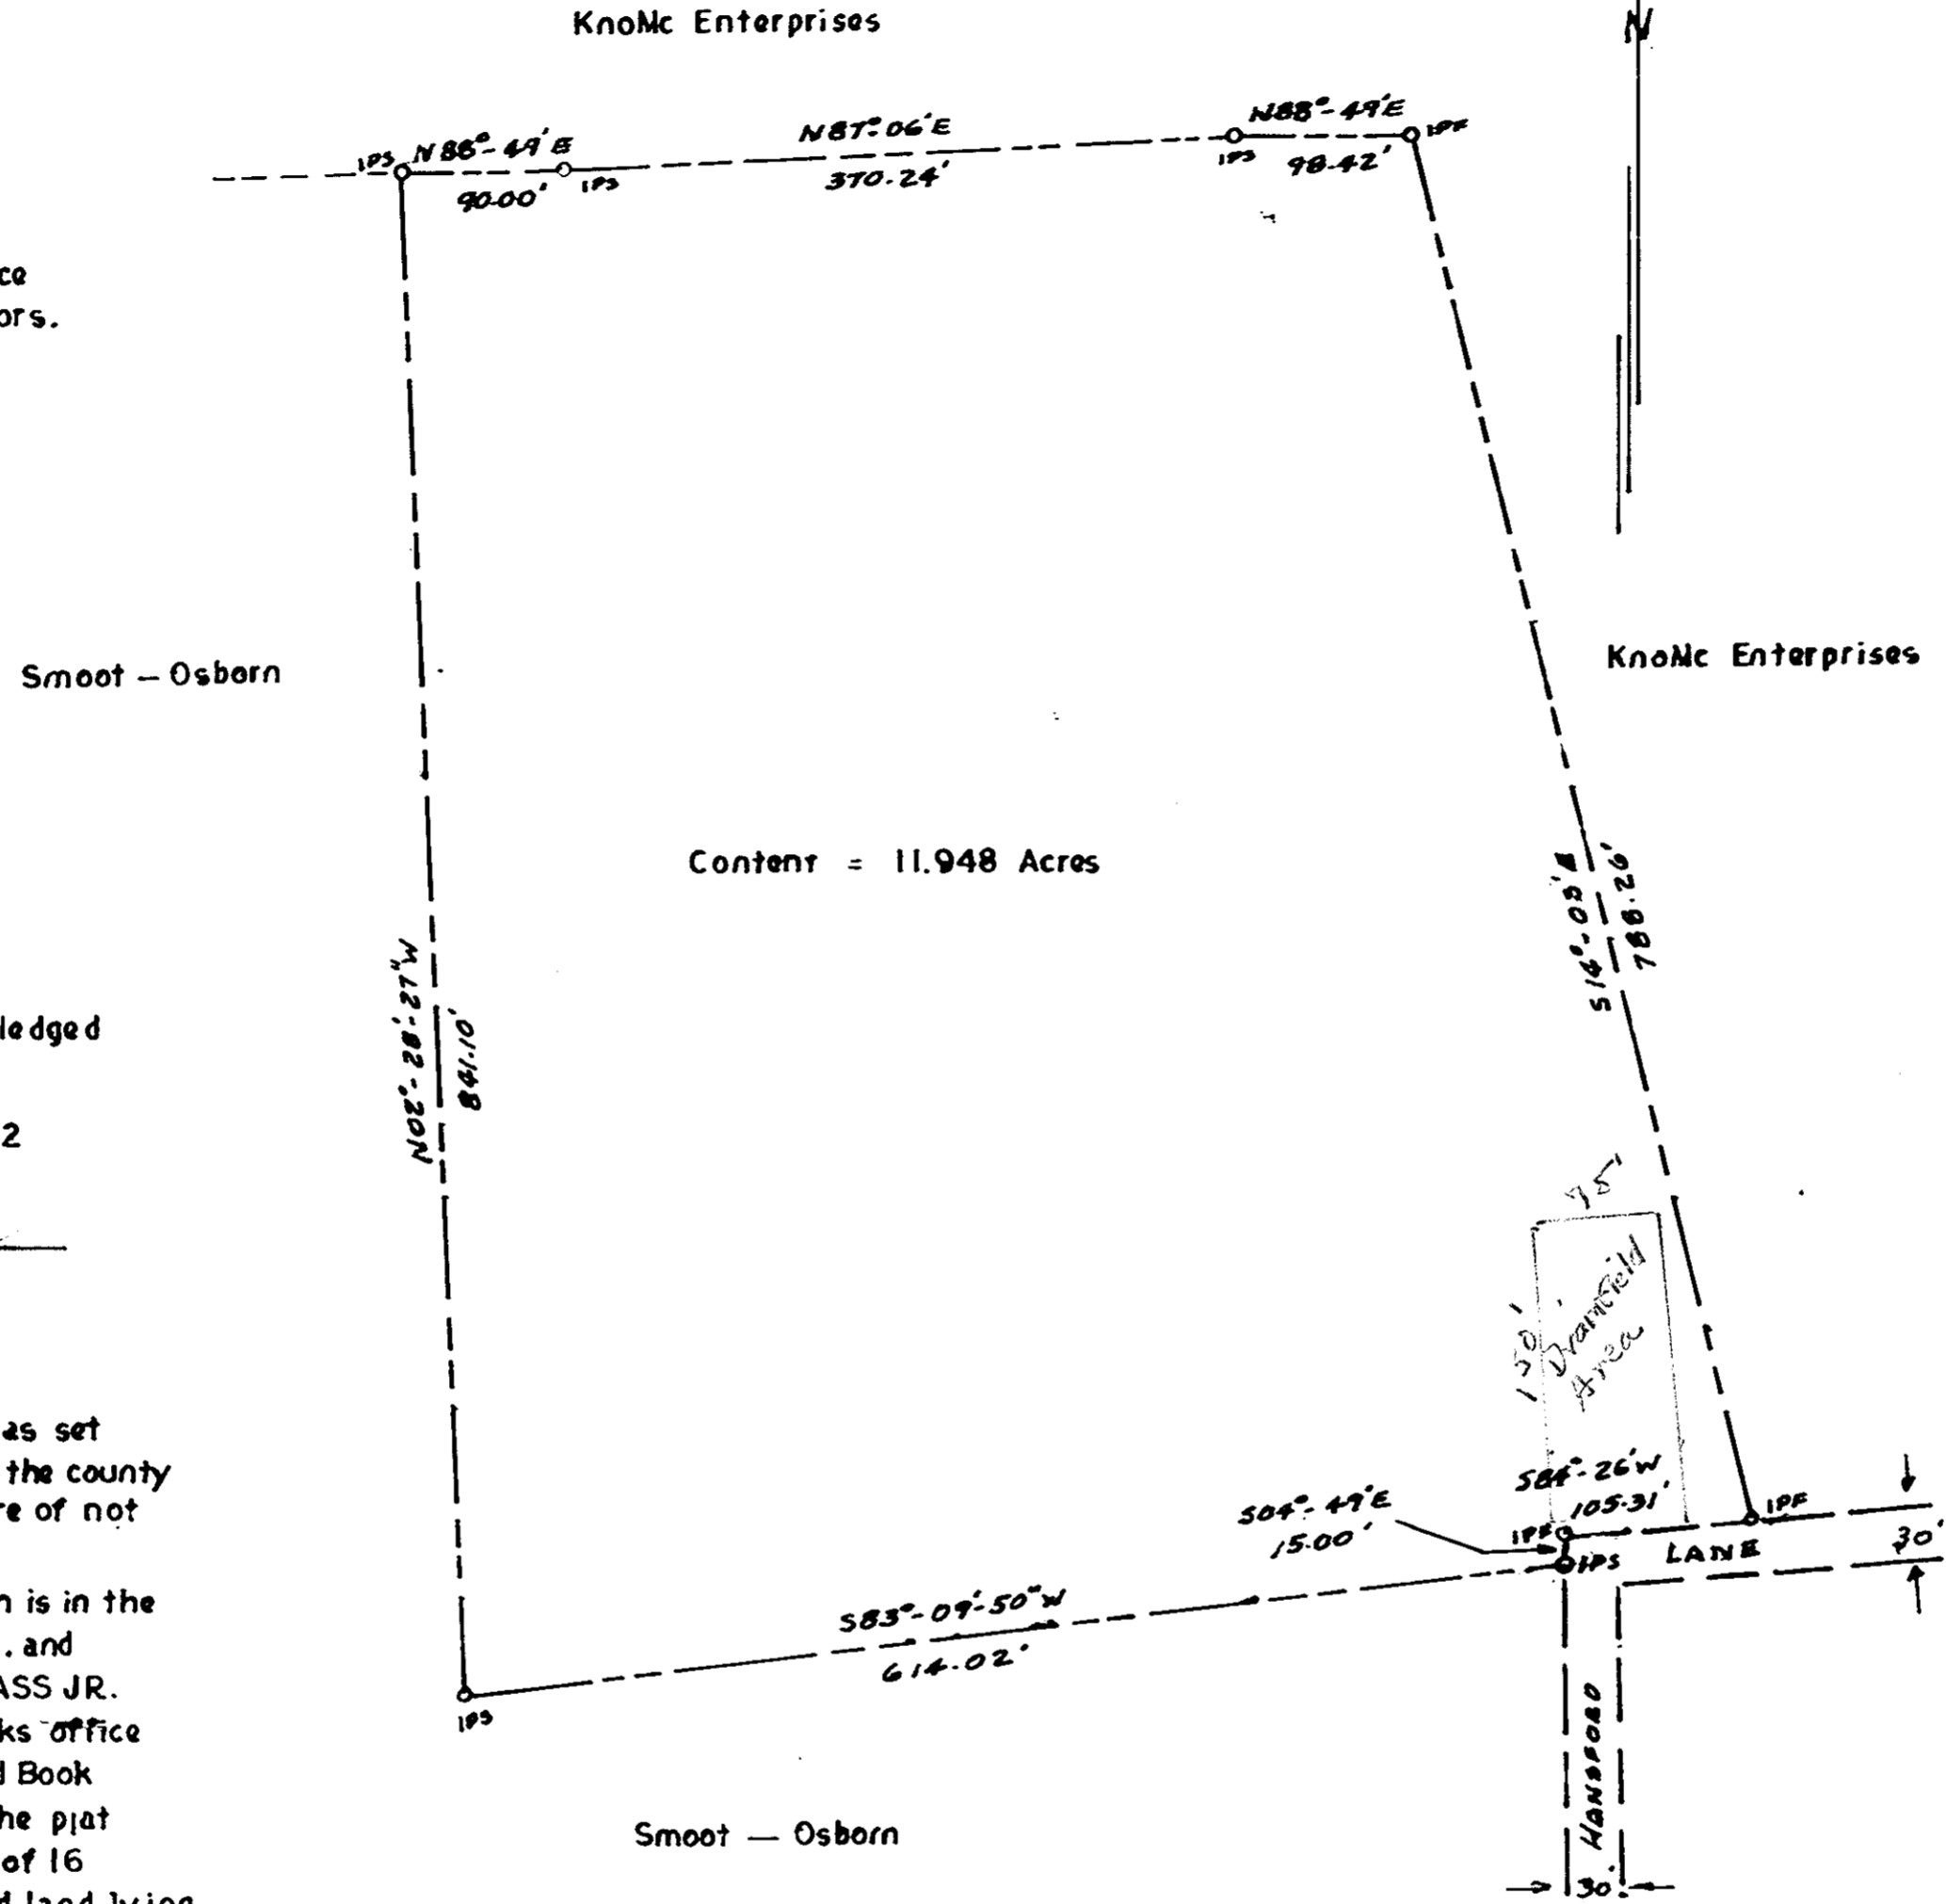 KnoMc Enterprises
N
N88°-49'E
IPF
N87°-06'E
N88°-49'E
IPS
IPS
98.42'
370.24'
IPS
90.00'
ce
ors.
KnoMc Enterprises
Smoot — Osborn
Content = 11.948 Acres
S14°-03'E
788.26'
N02°-28'-27"W
841.10'
ledged
2
75'
150'
Drainfield
Area
as set
the county
re of not
S84°-26'W
105.31'
IPF
S04°-49'E
15.00'
IPF
30'
LANE
IPS
n is in the
. and
ASS JR.
S83°-09'-50"W
614.02'
IPS
ks office
d Book
he plat
of 16
d land lying
HANSFORD
Smoot — Osborn
30'